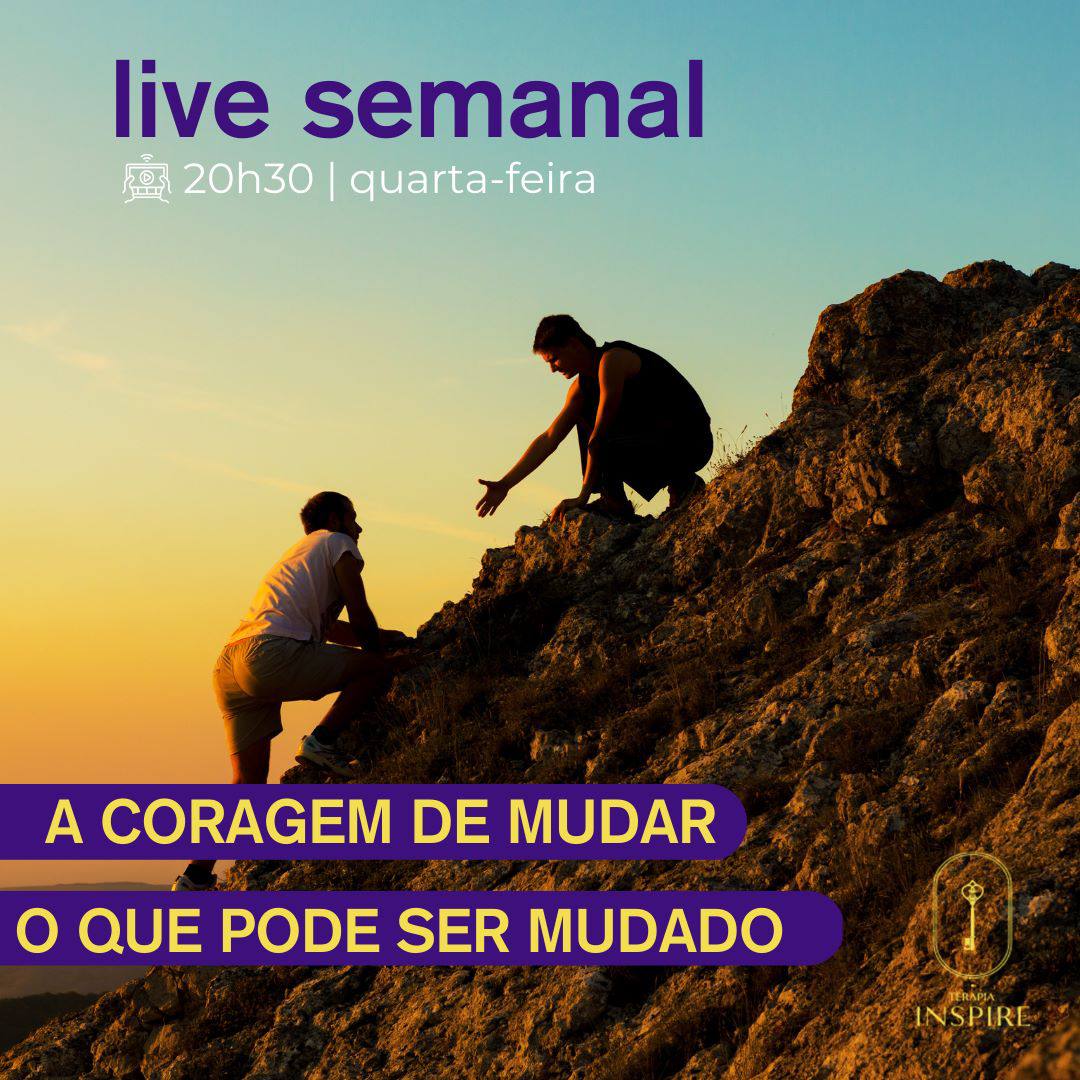 live semanal
20h30 | quarta-feira
A CORAGEM DE MUDAR
O QUE PODE SER MUDADO
TERAPIA
INSPIRE